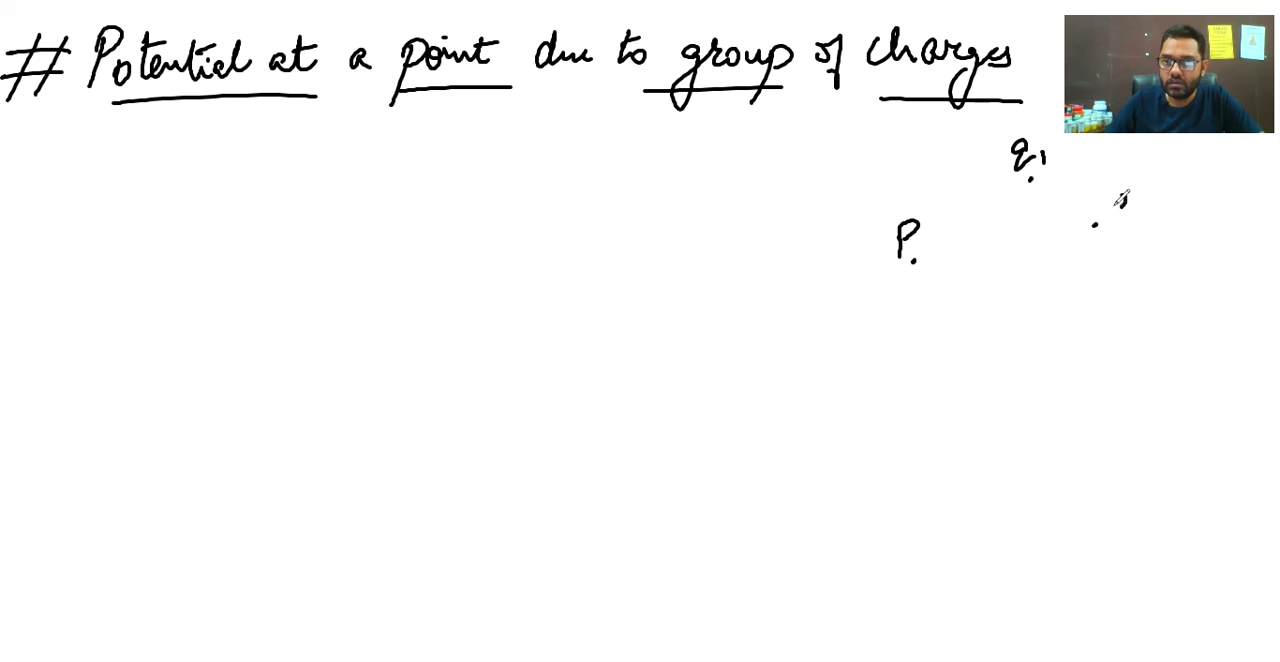 # Potential at a point due to group of charges
q1
P